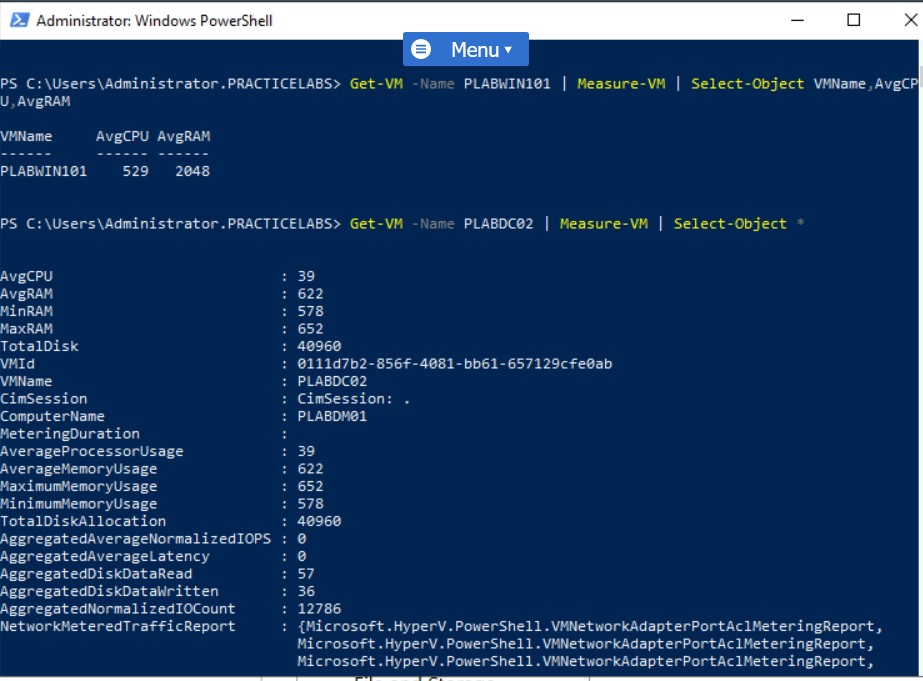 Administrator: Windows PowerShell
Menu
PS C:\Users\Administrator.PRACTICELABS> Get-VM -Name PLABWIN101 | Measure-VM | Select-Object VMName,AvgCP
U,AvgRAM
VMName AvgCPU AvgRAM
------ ------ ------
PLABWIN101 529 2048
PS C:\Users\Administrator.PRACTICELABS> Get-VM -Name PLABDC02 | Measure-VM | Select-Object *
AvgCPU : 39
AvgRAM : 622
MinRAM : 578
MaxRAM : 652
TotalDisk : 40960
VMId : 0111d7b2-856f-4081-bb61-657129cfe0ab
VMName : PLABDC02
CimSession : CimSession: .
ComputerName : PLABDM01
MeteringDuration :
AverageProcessorUsage : 39
AverageMemoryUsage : 622
MaximumMemoryUsage : 652
MinimumMemoryUsage : 578
TotalDiskAllocation : 40960
AggregatedAverageNormalizedIOPS : 0
AggregatedAverageLatency : 0
AggregatedDiskDataRead : 57
AggregatedDiskDataWritten : 36
AggregatedNormalizedIOCount : 12786
NetworkMeteredTrafficReport : {Microsoft.HyperV.PowerShell.VMNetworkAdapterPortAclMeteringReport,
Microsoft.HyperV.PowerShell.VMNetworkAdapterPortAclMeteringReport,
Microsoft.HyperV.PowerShell.VMNetworkAdapterPortAclMeteringReport,